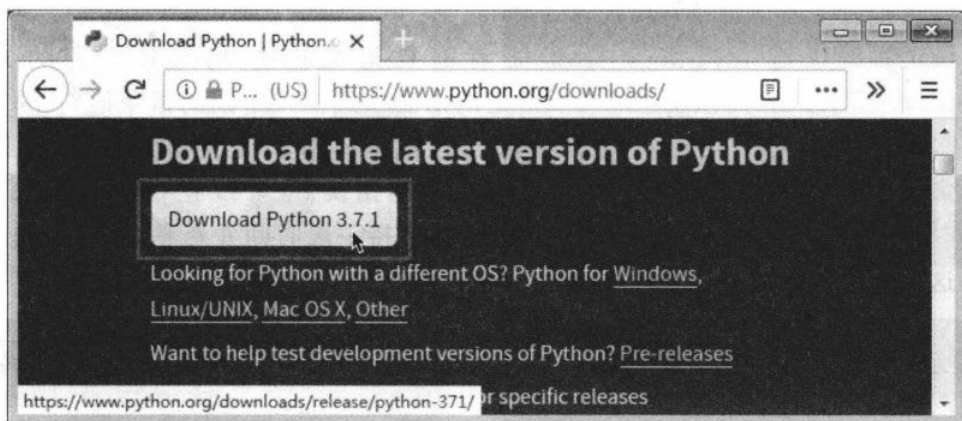 Download Python | Python.o
P... (US) https://www.python.org/downloads/
Download the latest version of Python
Download Python 3.7.1
Looking for Python with a different OS? Python for Windows,
Linux/UNIX, Mac OS X, Other
Want to help test development versions of Python? Pre-releases
https://www.python.org/downloads/release/python-371/ or specific releases